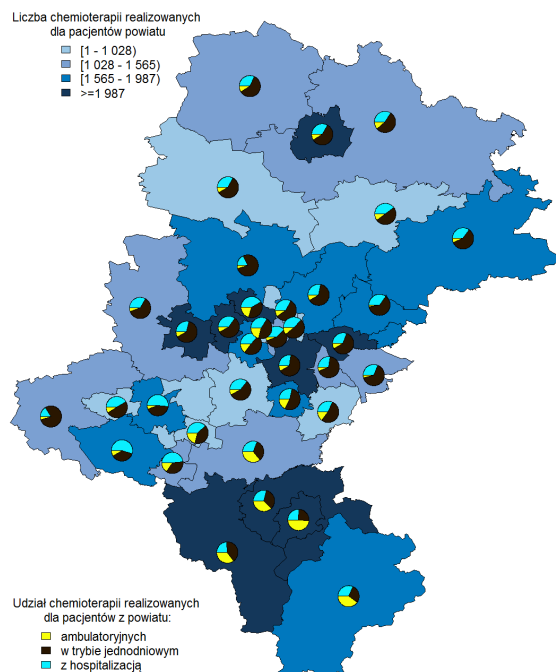 Liczba chemioterapii realizowanych
dla pacjentów powiatu
[1 - 1 028)
[1 028 - 1 565)
[1 565 - 1 987)
>=1 987
Udział chemioterapii realizowanych
dla pacjentów z powiatu:
ambulatoryjnych
w trybie jednodniowym
z hospitalizacją